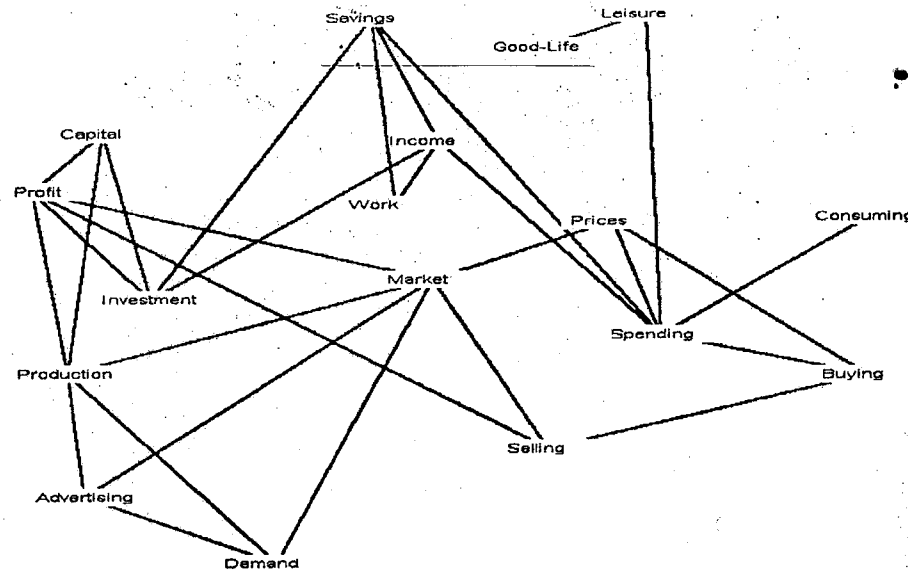 Savings
Leisure
Good-Life
Capital
Income
Profit
Work
Prices
Consuming
Market
Investment
Spending
Production
Buying
Selling
Advertising
Demand